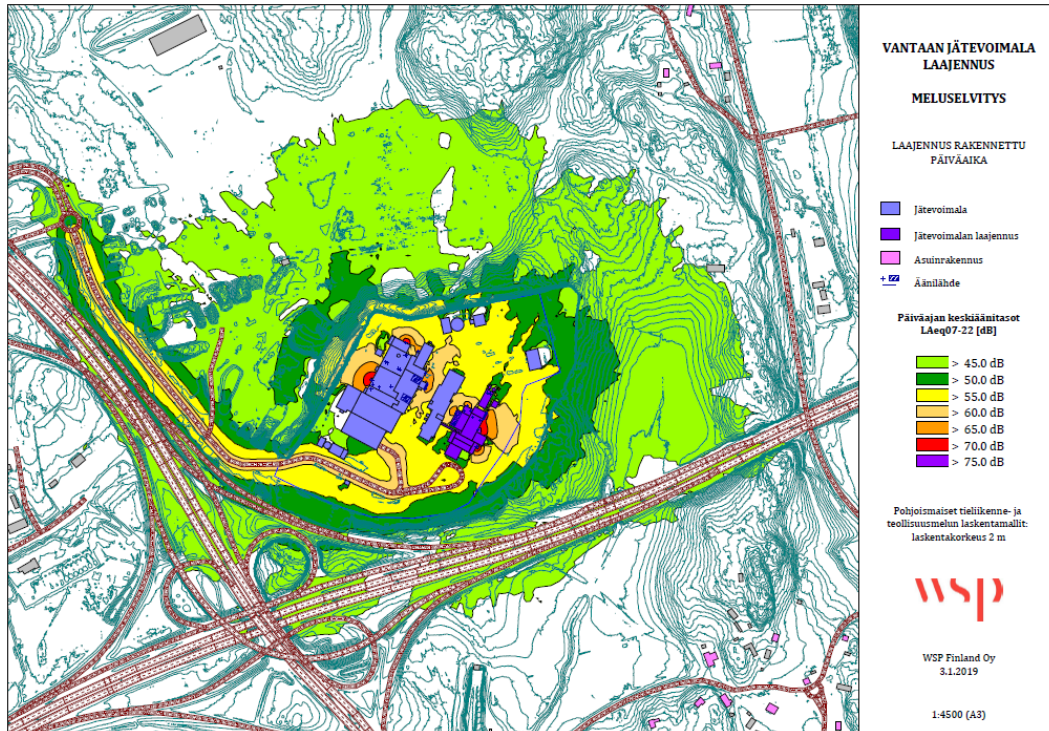 VANTAAN JÄTEVOIMALA
LAAJENNUS
MELUSELVITYS
LAAJENNUS RAKENNETTU
PÄIVÄAIKA
Jätevoimala
Jätevoimalan laajennus
Asuinrakennus
Äänilähde
Päiväajan keskiäänitasot
LAeq07-22 [dB]
> 45.0 dB
> 50.0 dB
> 55.0 dB
> 60.0 dB
> 65.0 dB
> 70.0 dB
> 75.0 dB
Pohjoismaiset tieliikenne- ja
teollisuusmelun laskentamallit:
laskentakorkeus 2 m
wsp
WSP Finland Oy
3.1.2019
1:4500 (A3)